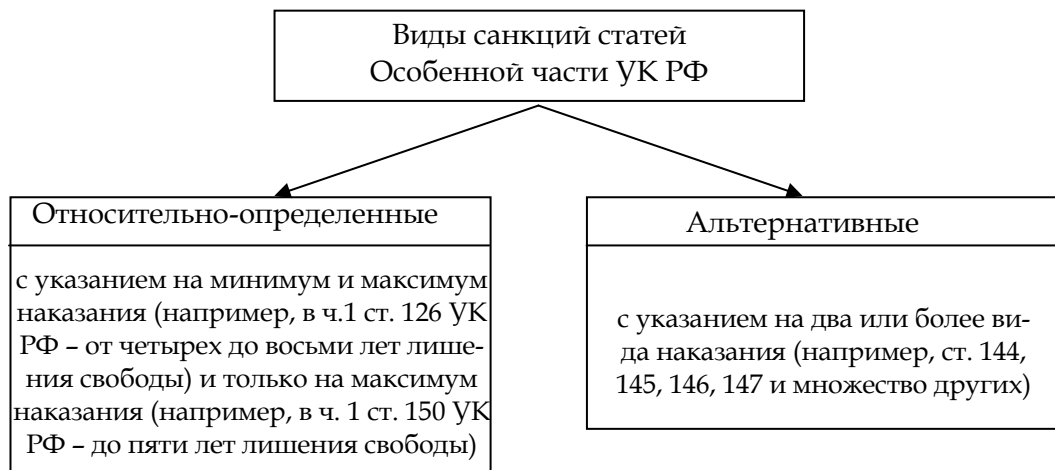 Виды санкций статей
Особенной части УК РФ
Относительно-определенные
с указанием на минимум и максимум
наказания (например, в ч.1 ст. 126 УК
РФ – от четырех до восьми лет лише-
ния свободы) и только на максимум
наказания (например, в ч. 1 ст. 150 УК
РФ – до пяти лет лишения свободы)
Альтернативные
с указанием на два или более ви-
да наказания (например, ст. 144,
145, 146, 147 и множество других)